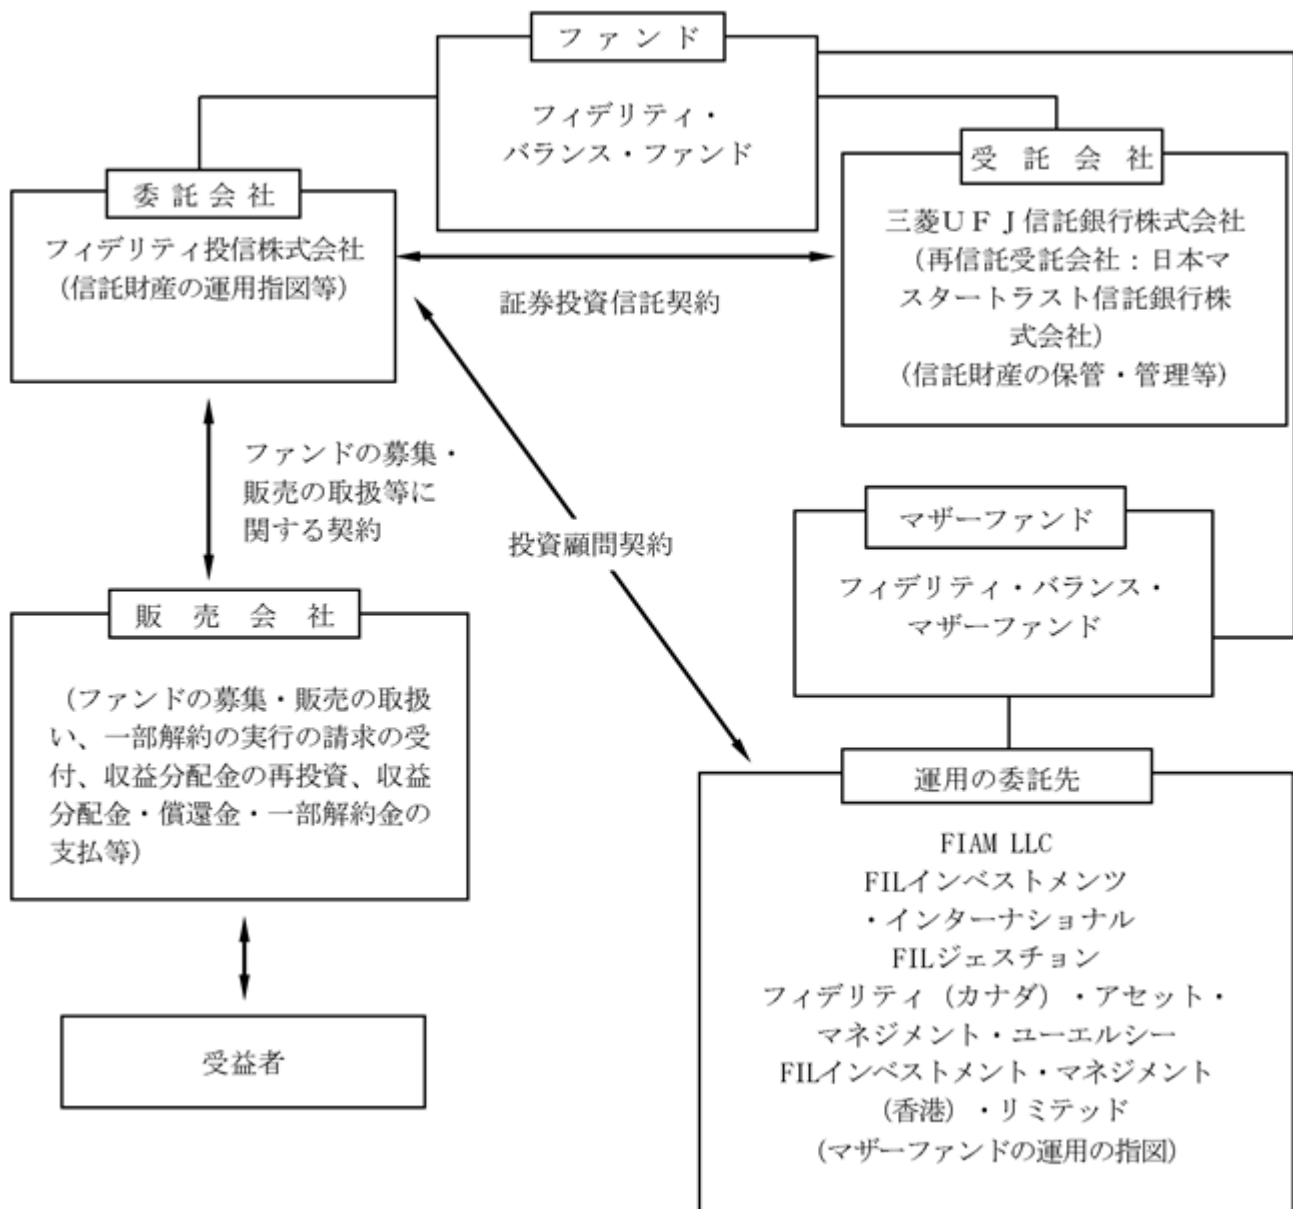 ファンド
フィデリティ・
バランス・ファンド
委託会社
フィデリティ投信株式会社
(信託財産の運用指図等)
受託会社
三菱UFJ信託銀行株式会社
(再信託受託会社：日本マ
スタートラスト信託銀行株
式会社)
(信託財産の保管・管理等)
証券投資信託契約
ファンドの募集・
販売の取扱等に
関する契約
投資顧問契約
マザーファンド
フィデリティ・バランス・
マザーファンド
販売会社
(ファンドの募集・販売の取扱
い、一部解約の実行の請求の受
付、収益分配金の再投資、収益
分配金・償還金・一部解約金の
支払等)
受益者
運用の委託先
FIAM LLC
FILインベストメンツ
・インターナショナル
FILジェスチョン
フィデリティ（カナダ）・アセット・
マネジメント・ユーエルシー
FILインベストメント・マネジメント
（香港）・リミテッド
(マザーファンドの運用の指図)